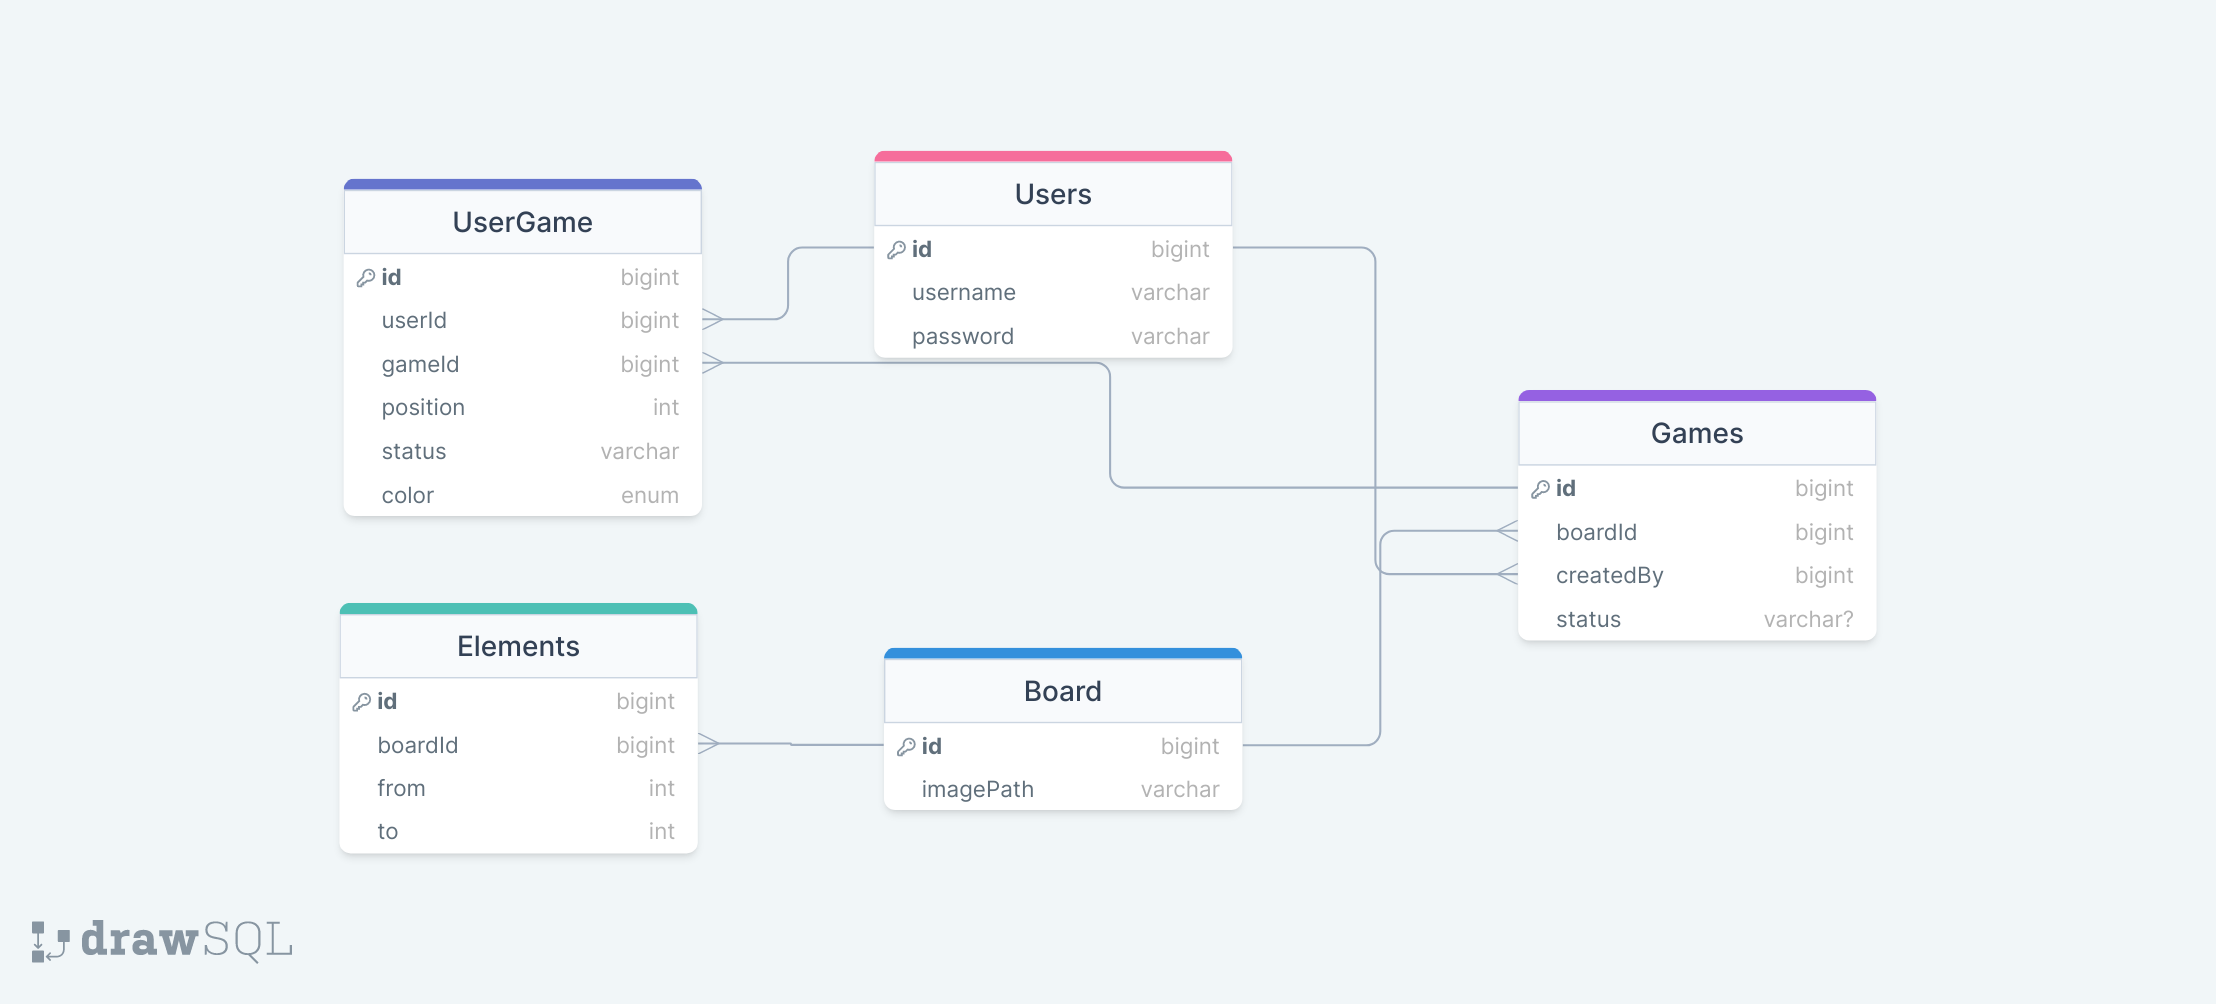 UserGame
id bigint
userId bigint
gameId bigint
position int
status varchar
color enum
Users
id bigint
username varchar
password varchar
Games
id bigint
boardId bigint
createdBy bigint
status varchar?
Elements
id bigint
boardId bigint
from int
to int
Board
id bigint
imagePath varchar
drawSQL